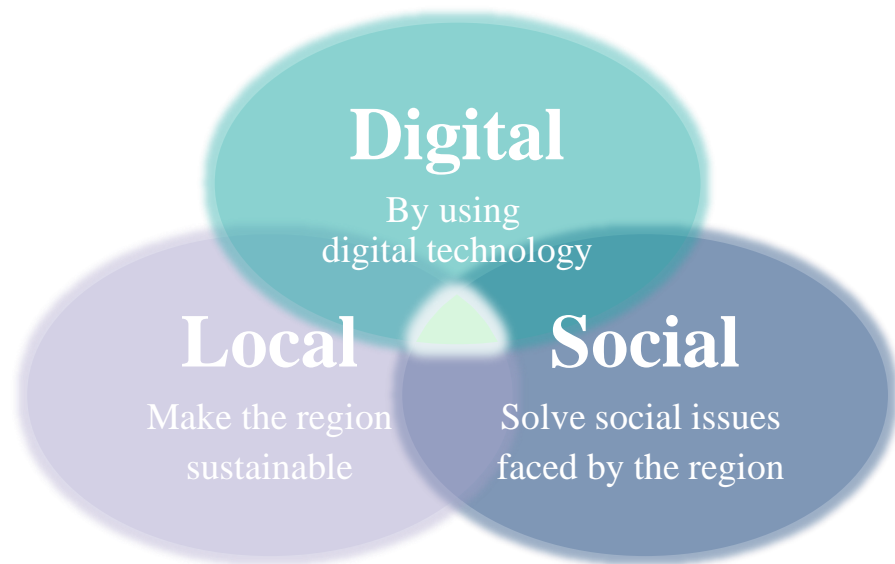 Digital
By using
digital technology
Local
Make the region
sustainable
Social
Solve social issues
faced by the region